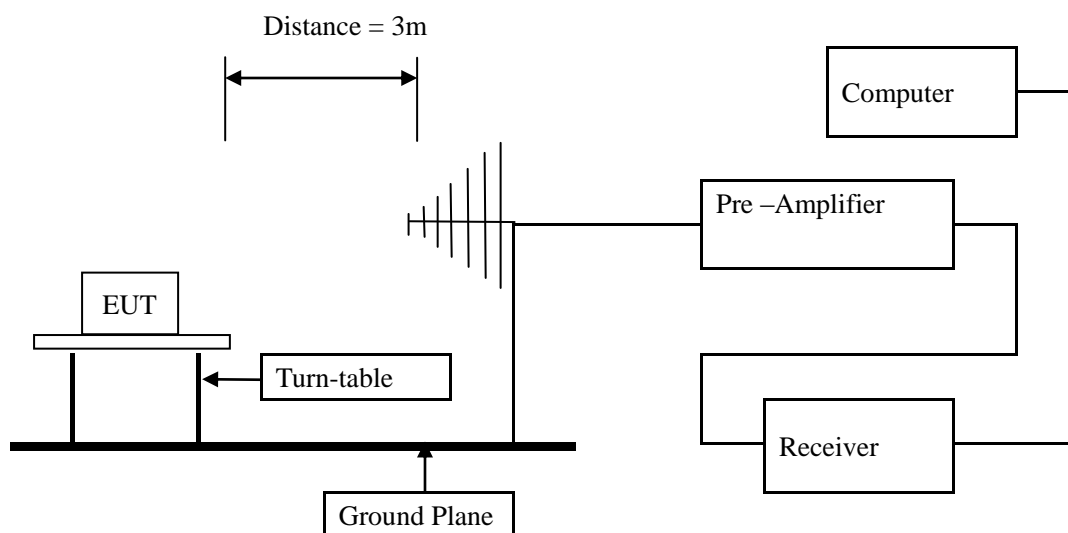 Distance = 3m
Computer
Pre –Amplifier
EUT
Turn-table
Receiver
Ground Plane